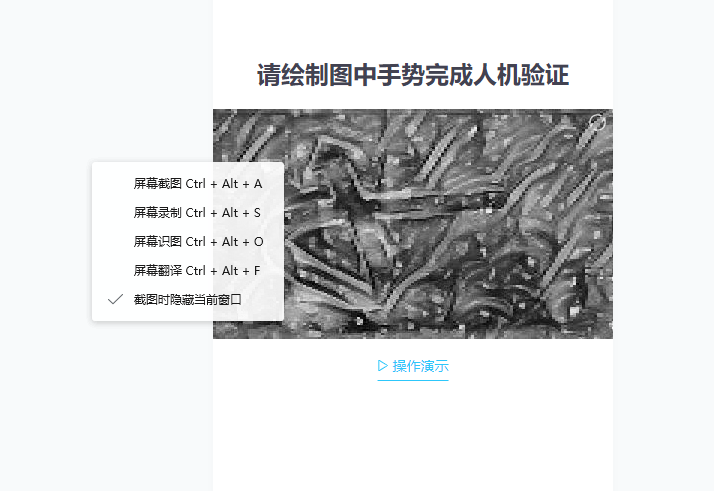 请绘制图中手势完成人机验证
屏幕截图 Ctrl + Alt + A
屏幕录制 Ctrl + Alt + S
屏幕识图 Ctrl + Alt + O
屏幕翻译 Ctrl + Alt + F
截图时隐藏当前窗口
操作演示